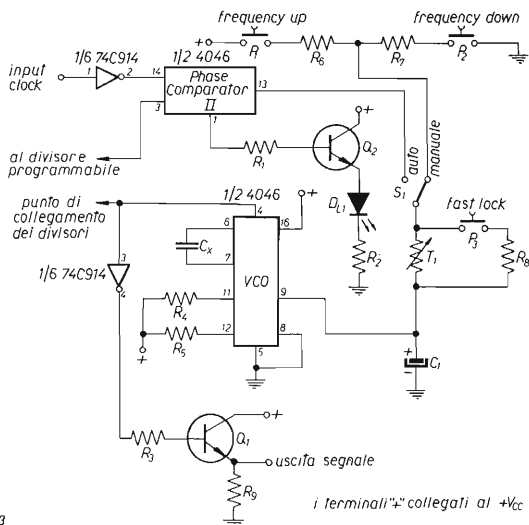 frequency up
frequency down
+
P1
R6
R7
P2
1/6 74C914
1/2 4046
input
clock
1
2
14
Phase
Comparator
II
13
3
1
al divisore
programmabile
R1
+
Q2
auto
manuale
S1
DL1
R2
fast lock
P3
T1
R8
punto di
collegamento
dei divisori
1/2 4046
+
4
6
16
Cx
7
VCO
3
1/6 74C914
4
R4
11
9
R5
12
8
+
5
+
C1
-
+
Q1
R3
uscita segnale
R9
i terminali "+" collegati al +VCC
3